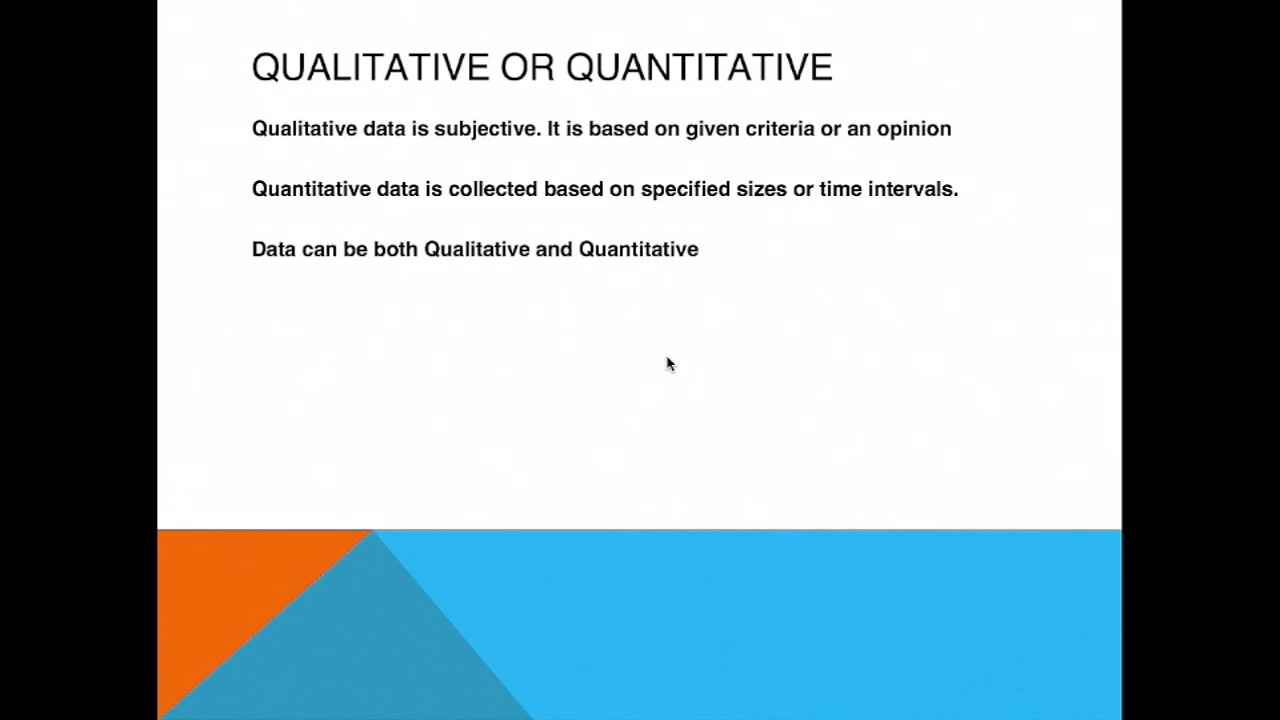 QUALITATIVE OR QUANTITATIVE
Qualitative data is subjective. It is based on given criteria or an opinion
Quantitative data is collected based on specified sizes or time intervals.
Data can be both Qualitative and Quantitative